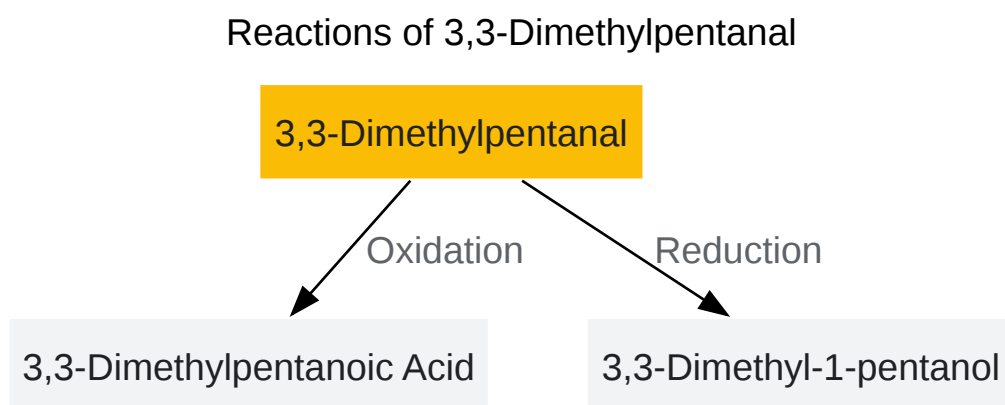 Reactions of 3,3-Dimethylpentanal
3,3-Dimethylpentanal
Oxidation
Reduction
3,3-Dimethylpentanoic Acid
3,3-Dimethyl-1-pentanol